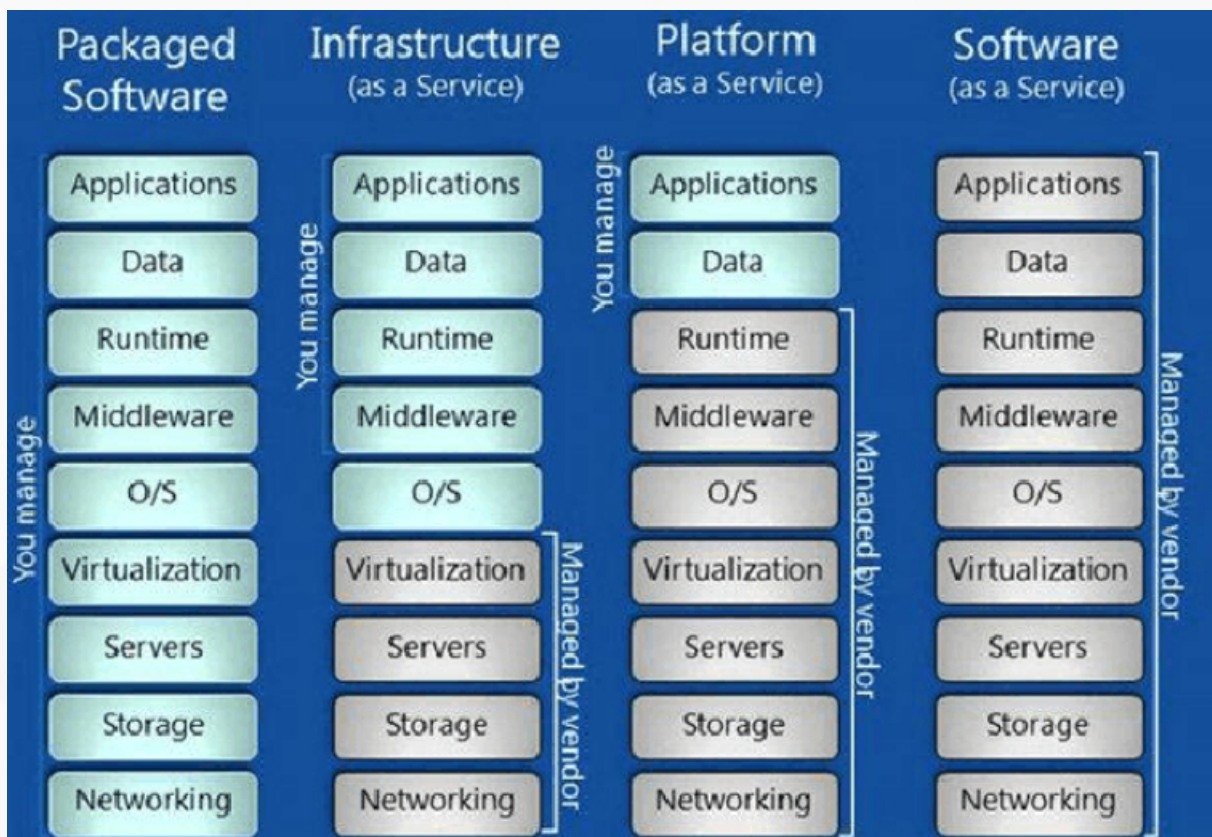 Packaged
Software
You manage
Applications
Data
Runtime
Middleware
O/S
Virtualization
Servers
Storage
Networking
Infrastructure
(as a Service)
You manage
Applications
Data
Runtime
Middleware
O/S
Virtualization
Servers
Storage
Networking
Managed by vendor
Platform
(as a Service)
You manage
Applications
Data
Runtime
Middleware
O/S
Virtualization
Servers
Storage
Networking
Managed by vendor
Software
(as a Service)
Applications
Data
Runtime
Middleware
O/S
Virtualization
Servers
Storage
Networking
Managed by vendor